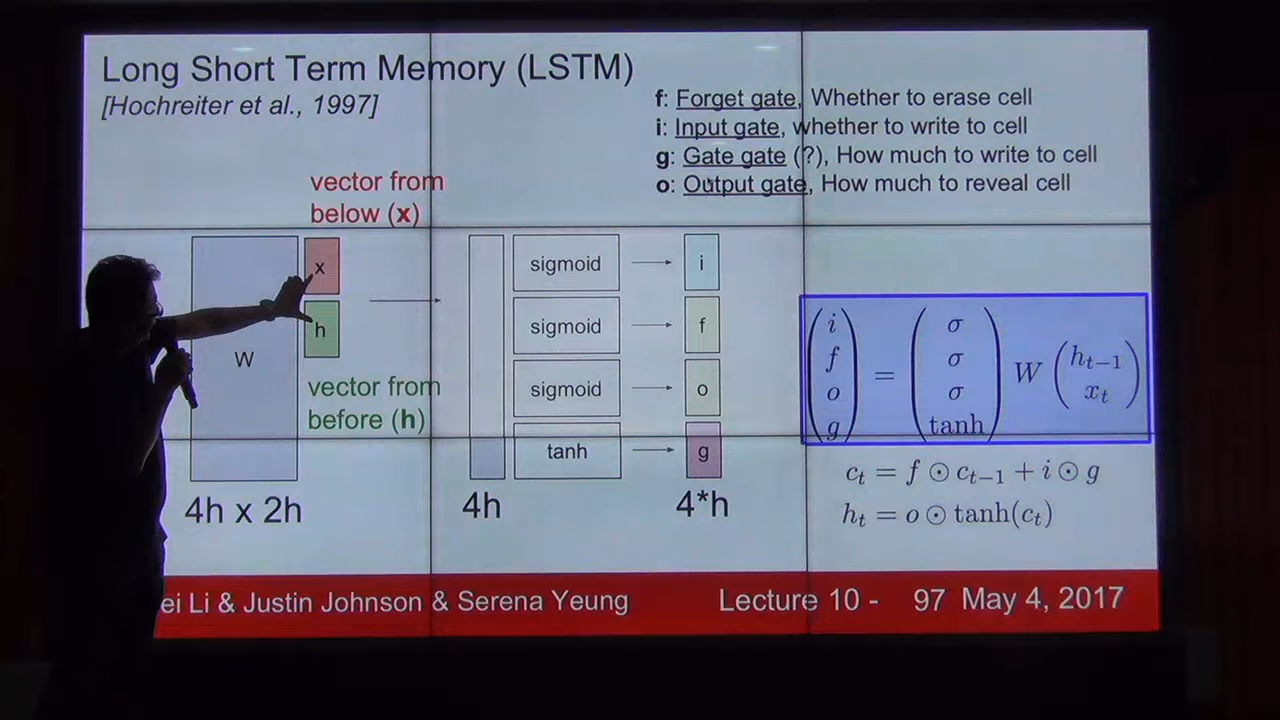 Long Short Term Memory (LSTM)
[Hochreiter et al., 1997]
f: Forget gate, Whether to erase cell
i: Input gate, whether to write to cell
g: Gate gate (?), How much to write to cell
o: Output gate, How much to reveal cell
vector from
below (x)
x
h
W
vector from
before (h)
4h x 2h
sigmoid
sigmoid
sigmoid
tanh
4h
i
f
o
g
4*h
i
f
o
g
=
σ
σ
σ
tanh
W
h_{t-1}
x_t
c_t = f ⊙ c_{t-1} + i ⊙ g
h_t = o ⊙ tanh(c_t)
ei Li & Justin Johnson & Serena Yeung
Lecture 10 - 97 May 4, 2017